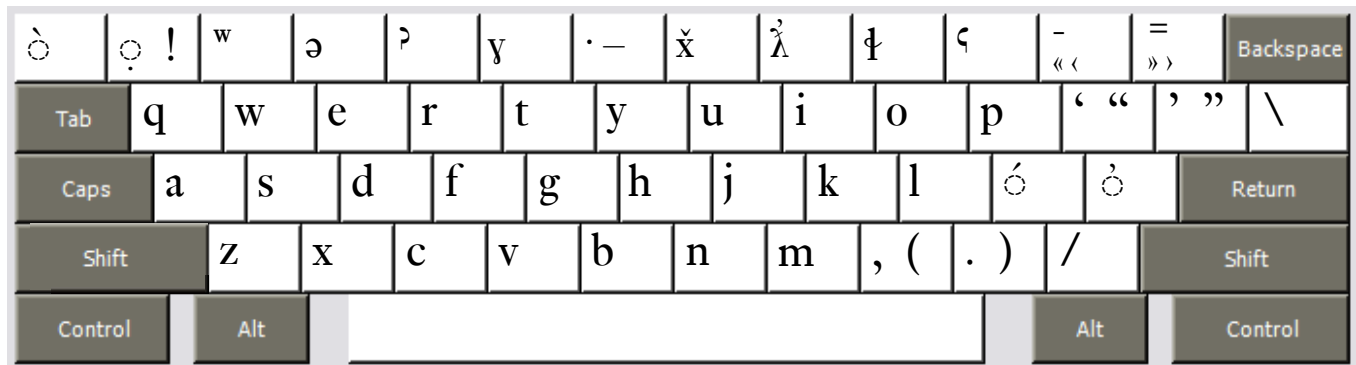 ◌̀ ◌̣ ! ʷ ə ˀ ɣ · – x̌ ƛ̓ ɬ ˤ - « ‹ = » › Backspace
Tab q w e r t y u i o p ‘ “ ’ ” \
Caps a s d f g h j k l ◌́ ◌̓ Return
Shift z x c v b n m , ( . ) / Shift
Control Alt Alt Control